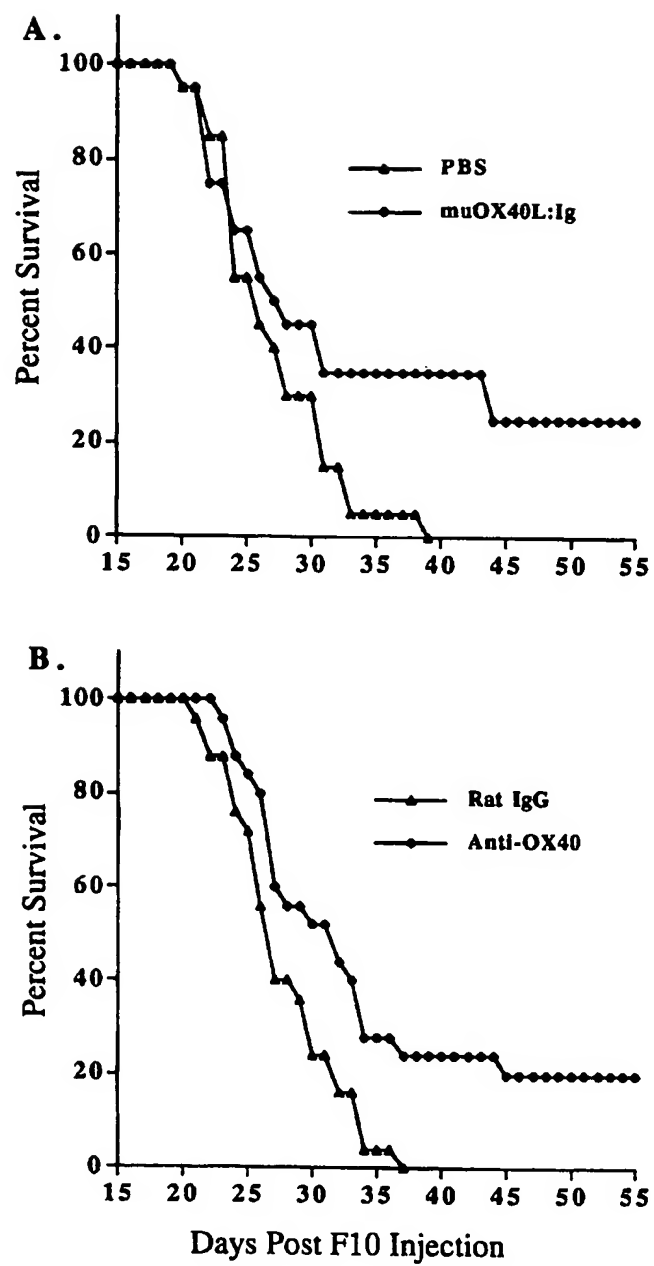 A.
100
80
60
40
20
0
Percent Survival
PBS
muOX40L:Ig
15 20 25 30 35 40 45 50 55
B.
100
80
60
40
20
0
Percent Survival
Rat IgG
Anti-OX40
15 20 25 30 35 40 45 50 55
Days Post F10 Injection